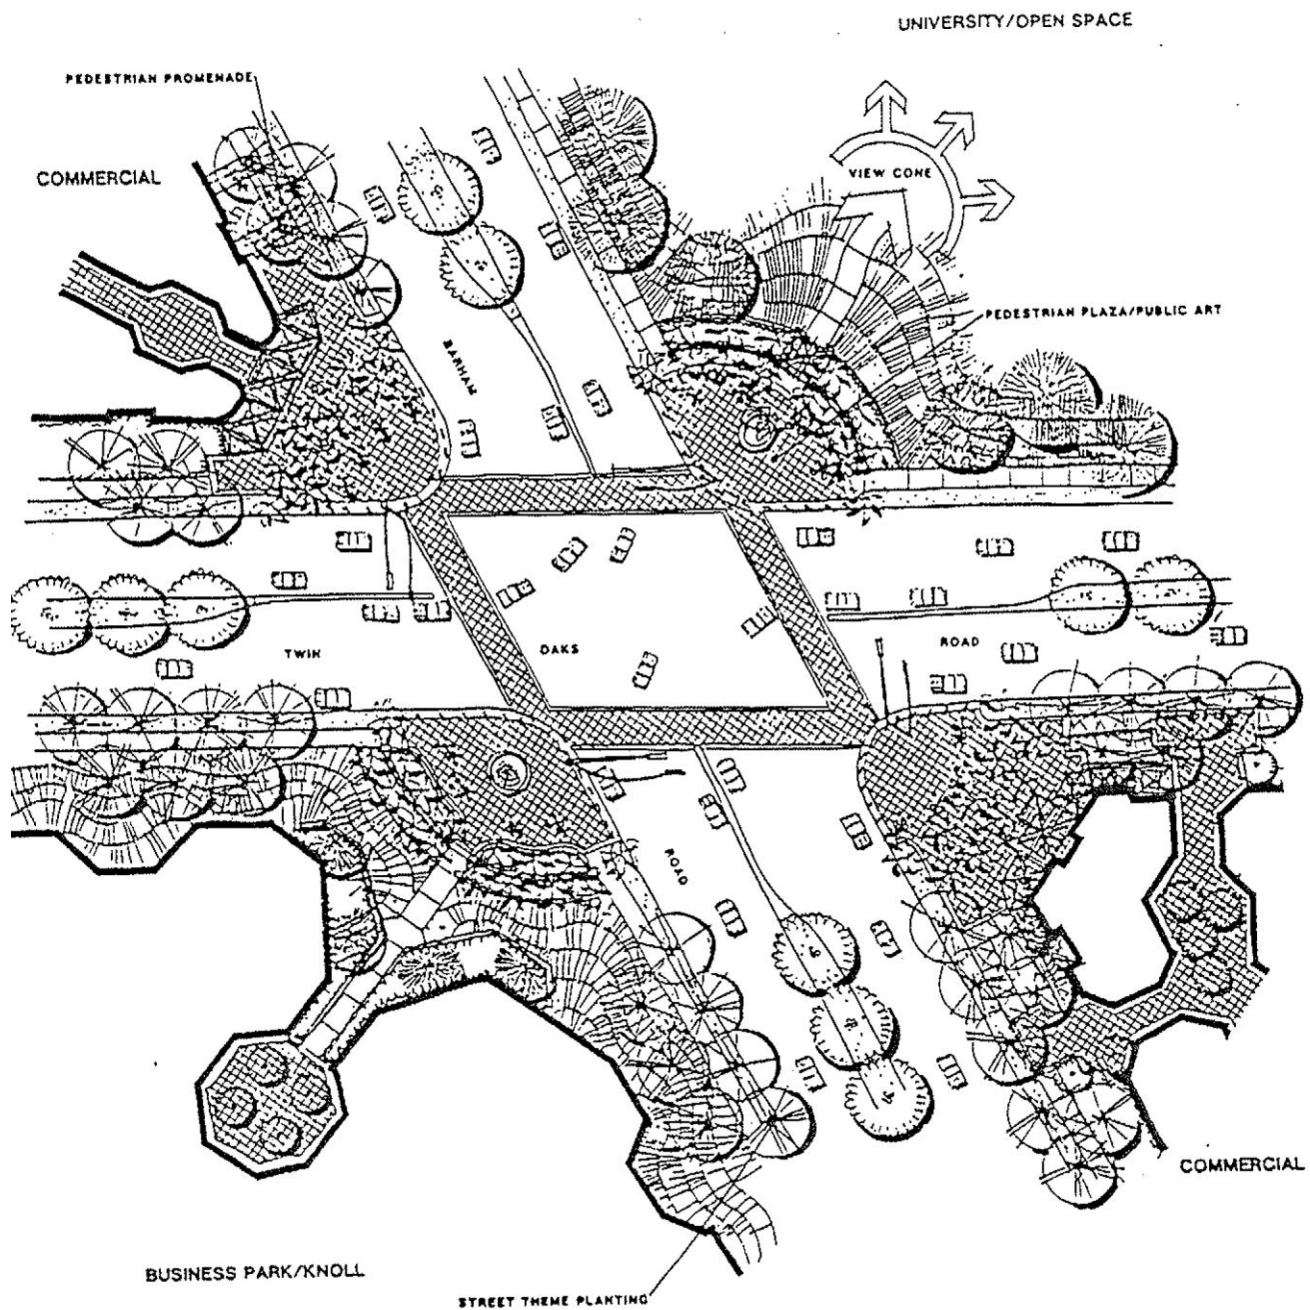 UNIVERSITY/OPEN SPACE
PEDESTRIAN PROMENADE
COMMERCIAL
VIEW CONE
PEDESTRIAN PLAZA/PUBLIC ART
BARHAM
TWIN
OAKS
ROAD
ROAD
COMMERCIAL
BUSINESS PARK/KNOLL
STREET THEME PLANTING